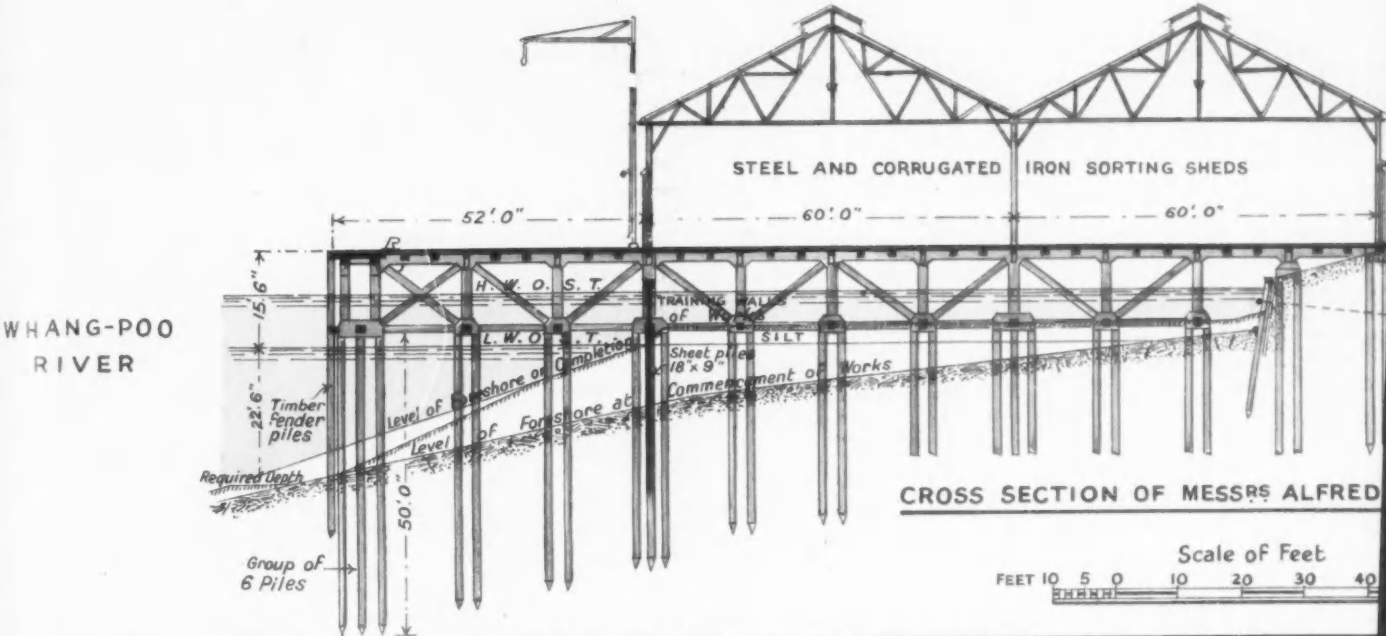 STEEL AND CORRUGATED IRON SORTING SHEDS
52'.0"
60'.0"
60'.0"
15'.6"
H. W. O. S. T.
TRAINING WALLS
of Works
WHANG-POO
RIVER
L. W. O. S. T.
SILT
Sheet piles
18" x 9"
22'.6"
Timber
fender
piles
Level of Foreshore on Completion
Level of Foreshore at Commencement of Works
Required Depth
50'.0"
CROSS SECTION OF MESSRS ALFRED
Group of
6 Piles
Scale of Feet
FEET 10 5 0 10 20 30 40